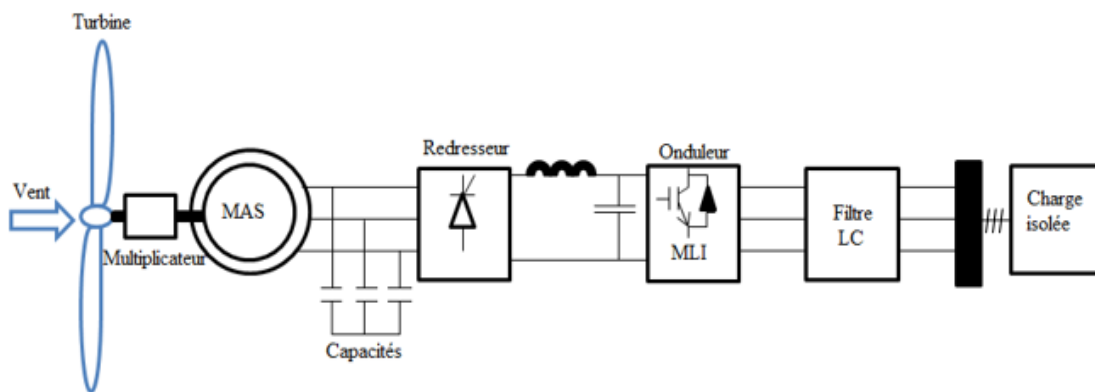 Turbine
Vent
Multiplicateur
MAS
Capacités
Redresseur
Onduleur
MLI
Filtre
LC
Charge
isolée